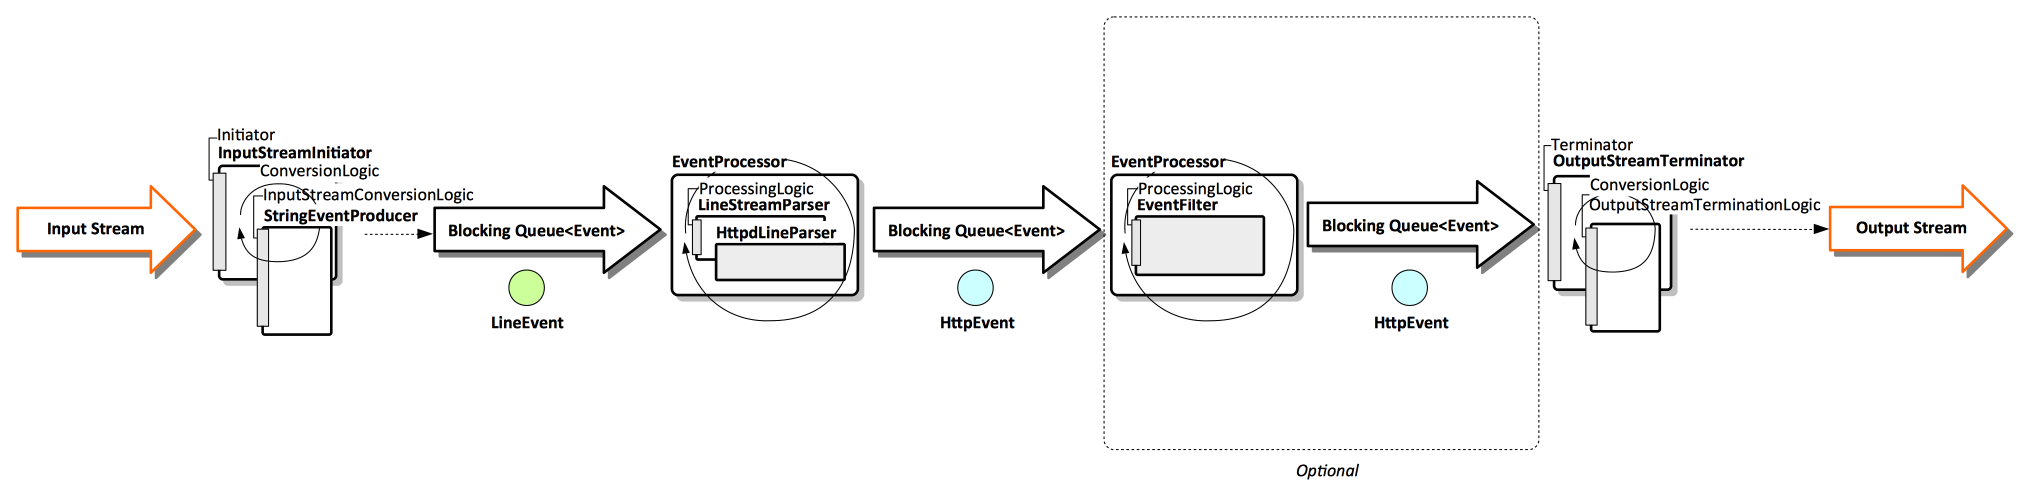 Input Stream
Initiator
InputStreamInitiator
ConversionLogic
InputStreamConversionLogic
StringEventProducer
Blocking Queue<Event>
LineEvent
EventProcessor
ProcessingLogic
LineStreamParser
HttpdLineParser
Blocking Queue<Event>
HttpEvent
EventProcessor
ProcessingLogic
EventFilter
Blocking Queue<Event>
HttpEvent
Optional
Terminator
OutputStreamTerminator
ConversionLogic
OutputStreamTerminationLogic
Output Stream